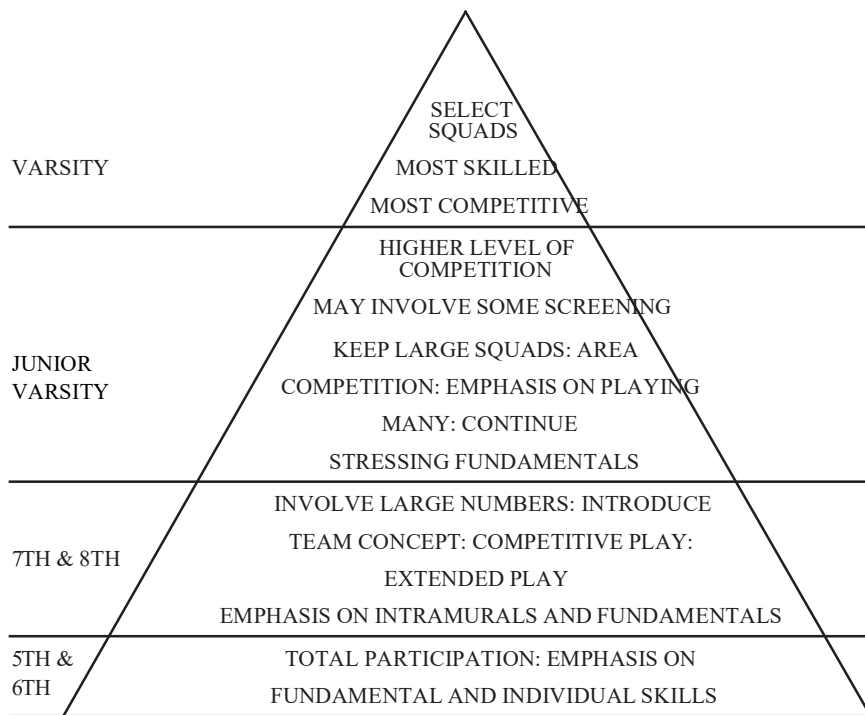 SELECT
SQUADS
VARSITY
MOST SKILLED
MOST COMPETITIVE
HIGHER LEVEL OF
COMPETITION
MAY INVOLVE SOME SCREENING
KEEP LARGE SQUADS: AREA
JUNIOR
VARSITY
COMPETITION: EMPHASIS ON PLAYING
MANY: CONTINUE
STRESSING FUNDAMENTALS
INVOLVE LARGE NUMBERS: INTRODUCE
TEAM CONCEPT: COMPETITIVE PLAY:
7TH & 8TH
EXTENDED PLAY
EMPHASIS ON INTRAMURALS AND FUNDAMENTALS
5TH &
6TH
TOTAL PARTICIPATION: EMPHASIS ON
FUNDAMENTAL AND INDIVIDUAL SKILLS